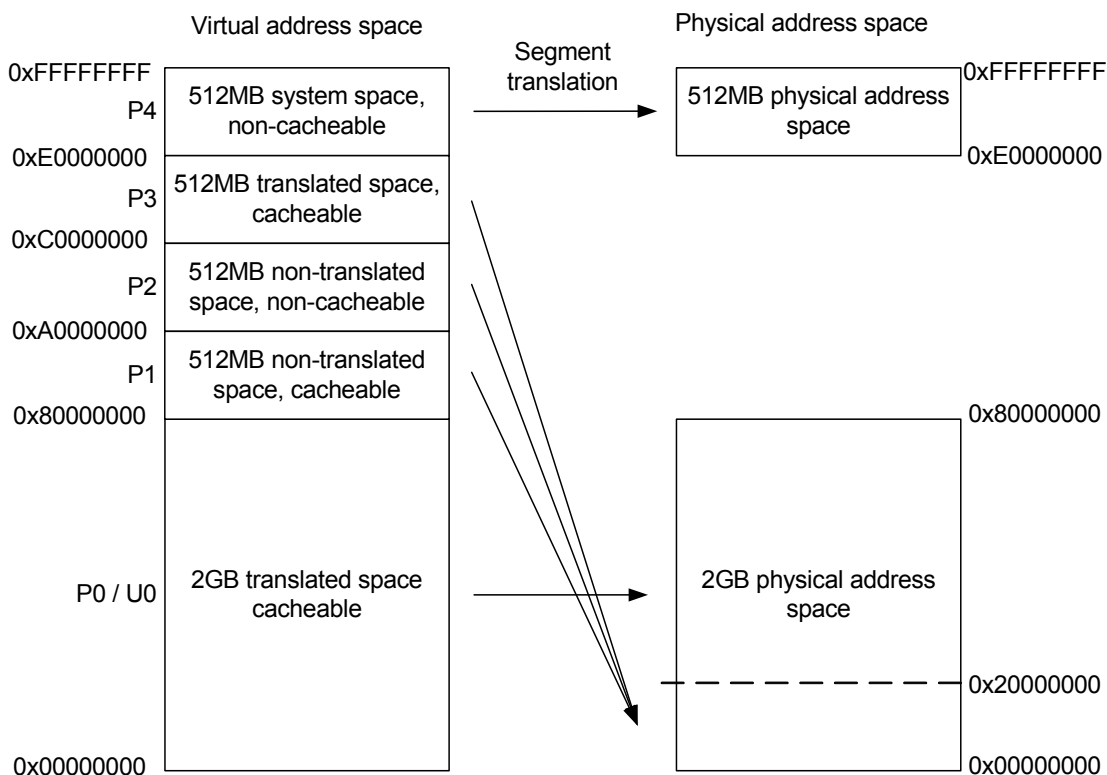 Virtual address space
Physical address space
Segment
translation
0xFFFFFFFF
P4
512MB system space,
non-cacheable
512MB physical address
space
0xFFFFFFFF
0xE0000000
0xE0000000
P3
512MB translated space,
cacheable
0xC0000000
P2
512MB non-translated
space, non-cacheable
0xA0000000
P1
512MB non-translated
space, cacheable
0x80000000
0x80000000
P0 / U0
2GB translated space
cacheable
2GB physical address
space
0x20000000
0x00000000
0x00000000